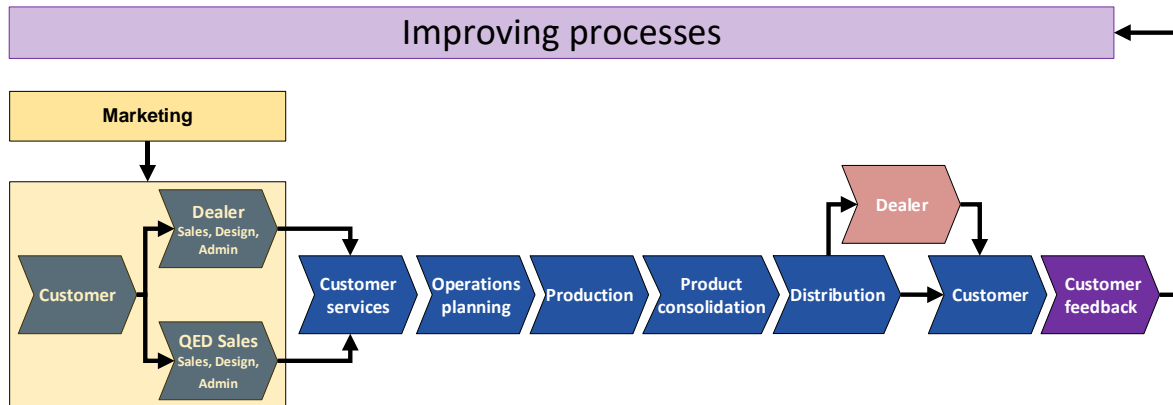 Improving processes
Marketing
Customer
Dealer
Sales, Design,
Admin
QED Sales
Sales, Design,
Admin
Customer
services
Operations
planning
Production
Product
consolidation
Distribution
Dealer
Customer
Customer
feedback